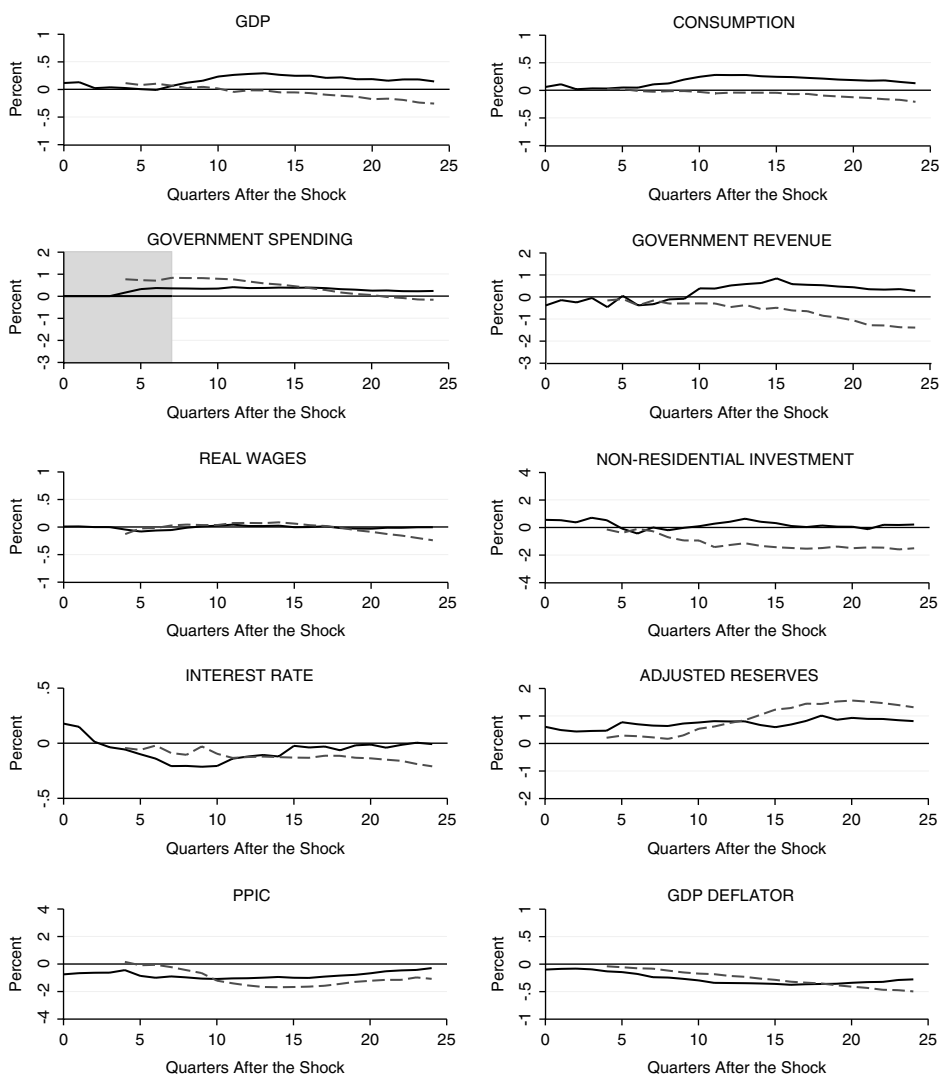 GDP
Percent
1
.5
0
-.5
-1
0 5 10 15 20 25
Quarters After the Shock
CONSUMPTION
Percent
1
.5
0
-.5
-1
0 5 10 15 20 25
Quarters After the Shock
GOVERNMENT SPENDING
Percent
2
1
0
-1
-2
-3
0 5 10 15 20 25
Quarters After the Shock
GOVERNMENT REVENUE
Percent
2
1
0
-1
-2
-3
0 5 10 15 20 25
Quarters After the Shock
REAL WAGES
Percent
1
.5
0
-.5
-1
0 5 10 15 20 25
Quarters After the Shock
NON-RESIDENTIAL INVESTMENT
Percent
4
2
0
-2
-4
0 5 10 15 20 25
Quarters After the Shock
INTEREST RATE
Percent
.5
0
-.5
0 5 10 15 20 25
Quarters After the Shock
ADJUSTED RESERVES
Percent
2
1
0
-1
-2
0 5 10 15 20 25
Quarters After the Shock
PPIC
Percent
4
2
0
-2
-4
0 5 10 15 20 25
Quarters After the Shock
GDP DEFLATOR
Percent
1
.5
0
-.5
-1
0 5 10 15 20 25
Quarters After the Shock